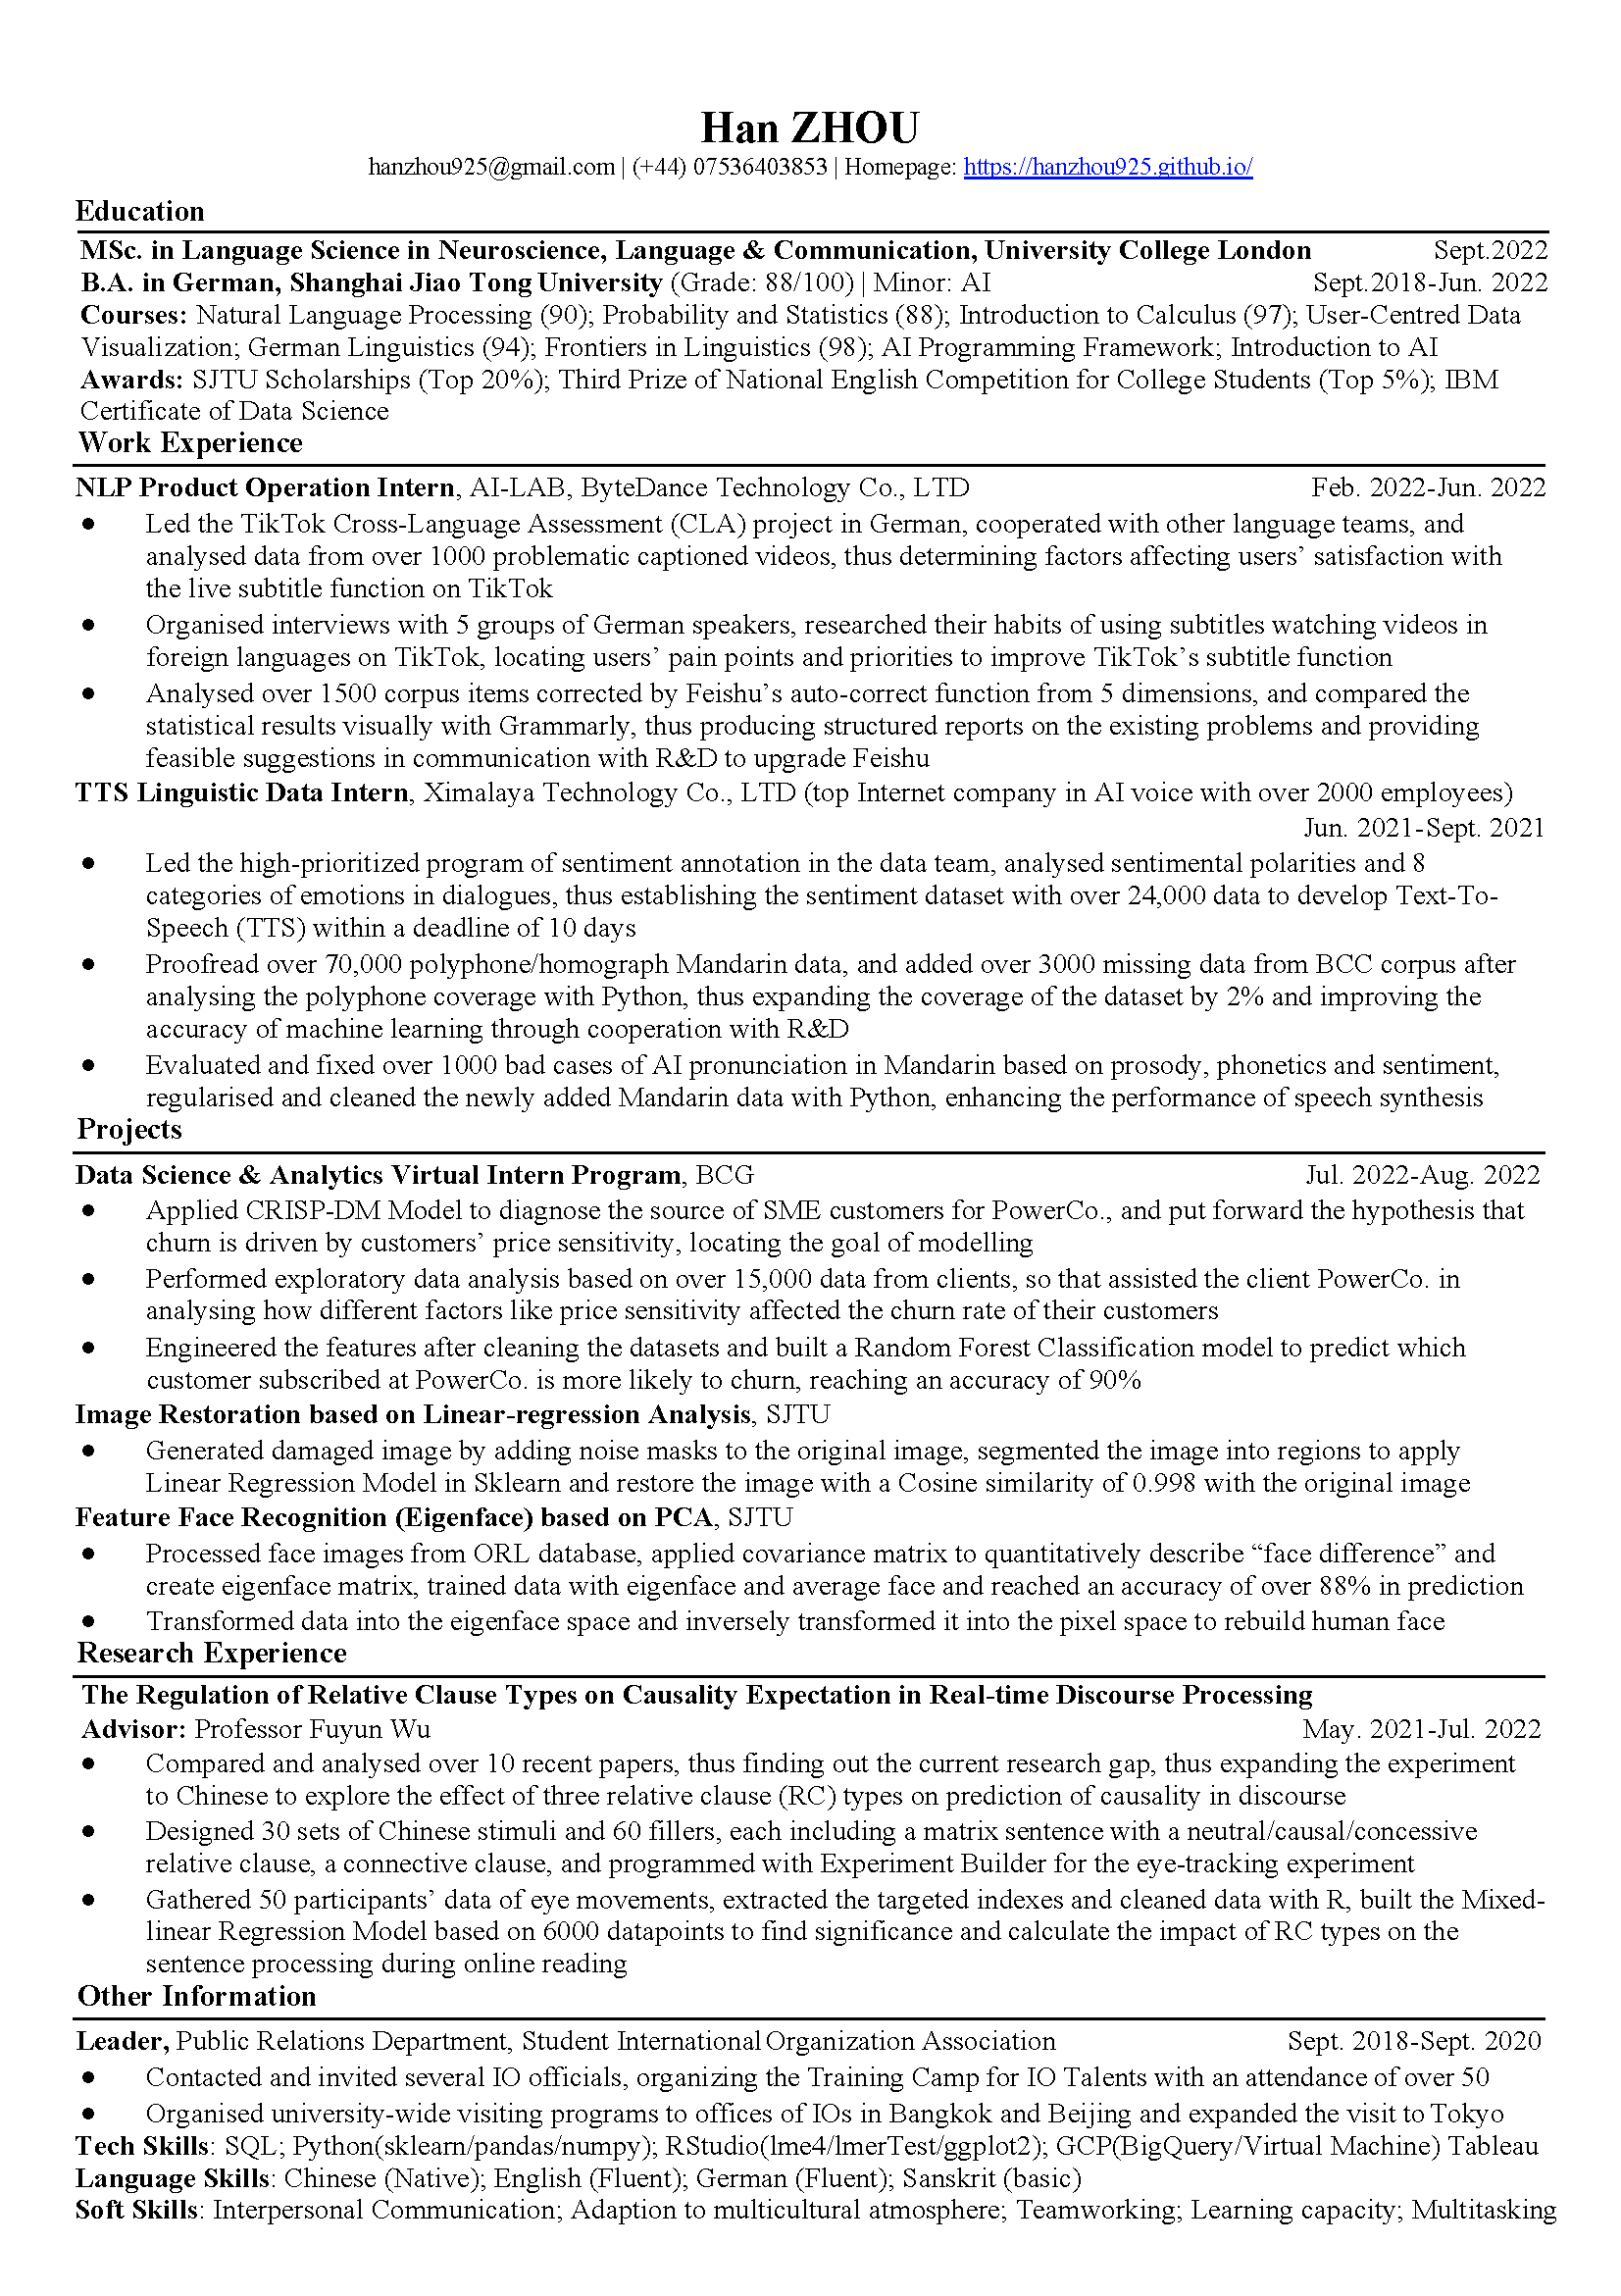 Han ZHOU
hanzhou925@gmail.com | (+44) 07536403853 | Homepage: https://hanzhou925.github.io/
Education
MSc. in Language Science in Neuroscience, Language & Communication, University College London Sept.2022
B.A. in German, Shanghai Jiao Tong University (Grade: 88/100) | Minor: AI Sept.2018-Jun. 2022
Courses: Natural Language Processing (90); Probability and Statistics (88); Introduction to Calculus (97); User-Centred Data
Visualization; German Linguistics (94); Frontiers in Linguistics (98); AI Programming Framework; Introduction to AI
Awards: SJTU Scholarships (Top 20%); Third Prize of National English Competition for College Students (Top 5%); IBM
Certificate of Data Science
Work Experience
NLP Product Operation Intern, AI-LAB, ByteDance Technology Co., LTD Feb. 2022-Jun. 2022
● Led the TikTok Cross-Language Assessment (CLA) project in German, cooperated with other language teams, and
analysed data from over 1000 problematic captioned videos, thus determining factors affecting users’ satisfaction with
the live subtitle function on TikTok
● Organised interviews with 5 groups of German speakers, researched their habits of using subtitles watching videos in
foreign languages on TikTok, locating users’ pain points and priorities to improve TikTok’s subtitle function
● Analysed over 1500 corpus items corrected by Feishu’s auto-correct function from 5 dimensions, and compared the
statistical results visually with Grammarly, thus producing structured reports on the existing problems and providing
feasible suggestions in communication with R&D to upgrade Feishu
TTS Linguistic Data Intern, Ximalaya Technology Co., LTD (top Internet company in AI voice with over 2000 employees)
Jun. 2021-Sept. 2021
● Led the high-prioritized program of sentiment annotation in the data team, analysed sentimental polarities and 8
categories of emotions in dialogues, thus establishing the sentiment dataset with over 24,000 data to develop Text-To-
Speech (TTS) within a deadline of 10 days
● Proofread over 70,000 polyphone/homograph Mandarin data, and added over 3000 missing data from BCC corpus after
analysing the polyphone coverage with Python, thus expanding the coverage of the dataset by 2% and improving the
accuracy of machine learning through cooperation with R&D
● Evaluated and fixed over 1000 bad cases of AI pronunciation in Mandarin based on prosody, phonetics and sentiment,
regularised and cleaned the newly added Mandarin data with Python, enhancing the performance of speech synthesis
Projects
Data Science & Analytics Virtual Intern Program, BCG Jul. 2022-Aug. 2022
● Applied CRISP-DM Model to diagnose the source of SME customers for PowerCo., and put forward the hypothesis that
churn is driven by customers’ price sensitivity, locating the goal of modelling
● Performed exploratory data analysis based on over 15,000 data from clients, so that assisted the client PowerCo. in
analysing how different factors like price sensitivity affected the churn rate of their customers
● Engineered the features after cleaning the datasets and built a Random Forest Classification model to predict which
customer subscribed at PowerCo. is more likely to churn, reaching an accuracy of 90%
Image Restoration based on Linear-regression Analysis, SJTU
● Generated damaged image by adding noise masks to the original image, segmented the image into regions to apply
Linear Regression Model in Sklearn and restore the image with a Cosine similarity of 0.998 with the original image
Feature Face Recognition (Eigenface) based on PCA, SJTU
● Processed face images from ORL database, applied covariance matrix to quantitatively describe “face difference” and
create eigenface matrix, trained data with eigenface and average face and reached an accuracy of over 88% in prediction
● Transformed data into the eigenface space and inversely transformed it into the pixel space to rebuild human face
Research Experience
The Regulation of Relative Clause Types on Causality Expectation in Real-time Discourse Processing
Advisor: Professor Fuyun Wu May. 2021-Jul. 2022
● Compared and analysed over 10 recent papers, thus finding out the current research gap, thus expanding the experiment
to Chinese to explore the effect of three relative clause (RC) types on prediction of causality in discourse
● Designed 30 sets of Chinese stimuli and 60 fillers, each including a matrix sentence with a neutral/causal/concessive
relative clause, a connective clause, and programmed with Experiment Builder for the eye-tracking experiment
● Gathered 50 participants’ data of eye movements, extracted the targeted indexes and cleaned data with R, built the Mixed-
linear Regression Model based on 6000 datapoints to find significance and calculate the impact of RC types on the
sentence processing during online reading
Other Information
Leader, Public Relations Department, Student International Organization Association Sept. 2018-Sept. 2020
● Contacted and invited several IO officials, organizing the Training Camp for IO Talents with an attendance of over 50
● Organised university-wide visiting programs to offices of IOs in Bangkok and Beijing and expanded the visit to Tokyo
Tech Skills: SQL; Python(sklearn/pandas/numpy); RStudio(lme4/lmerTest/ggplot2); GCP(BigQuery/Virtual Machine) Tableau
Language Skills: Chinese (Native); English (Fluent); German (Fluent); Sanskrit (basic)
Soft Skills: Interpersonal Communication; Adaption to multicultural atmosphere; Teamworking; Learning capacity; Multitasking